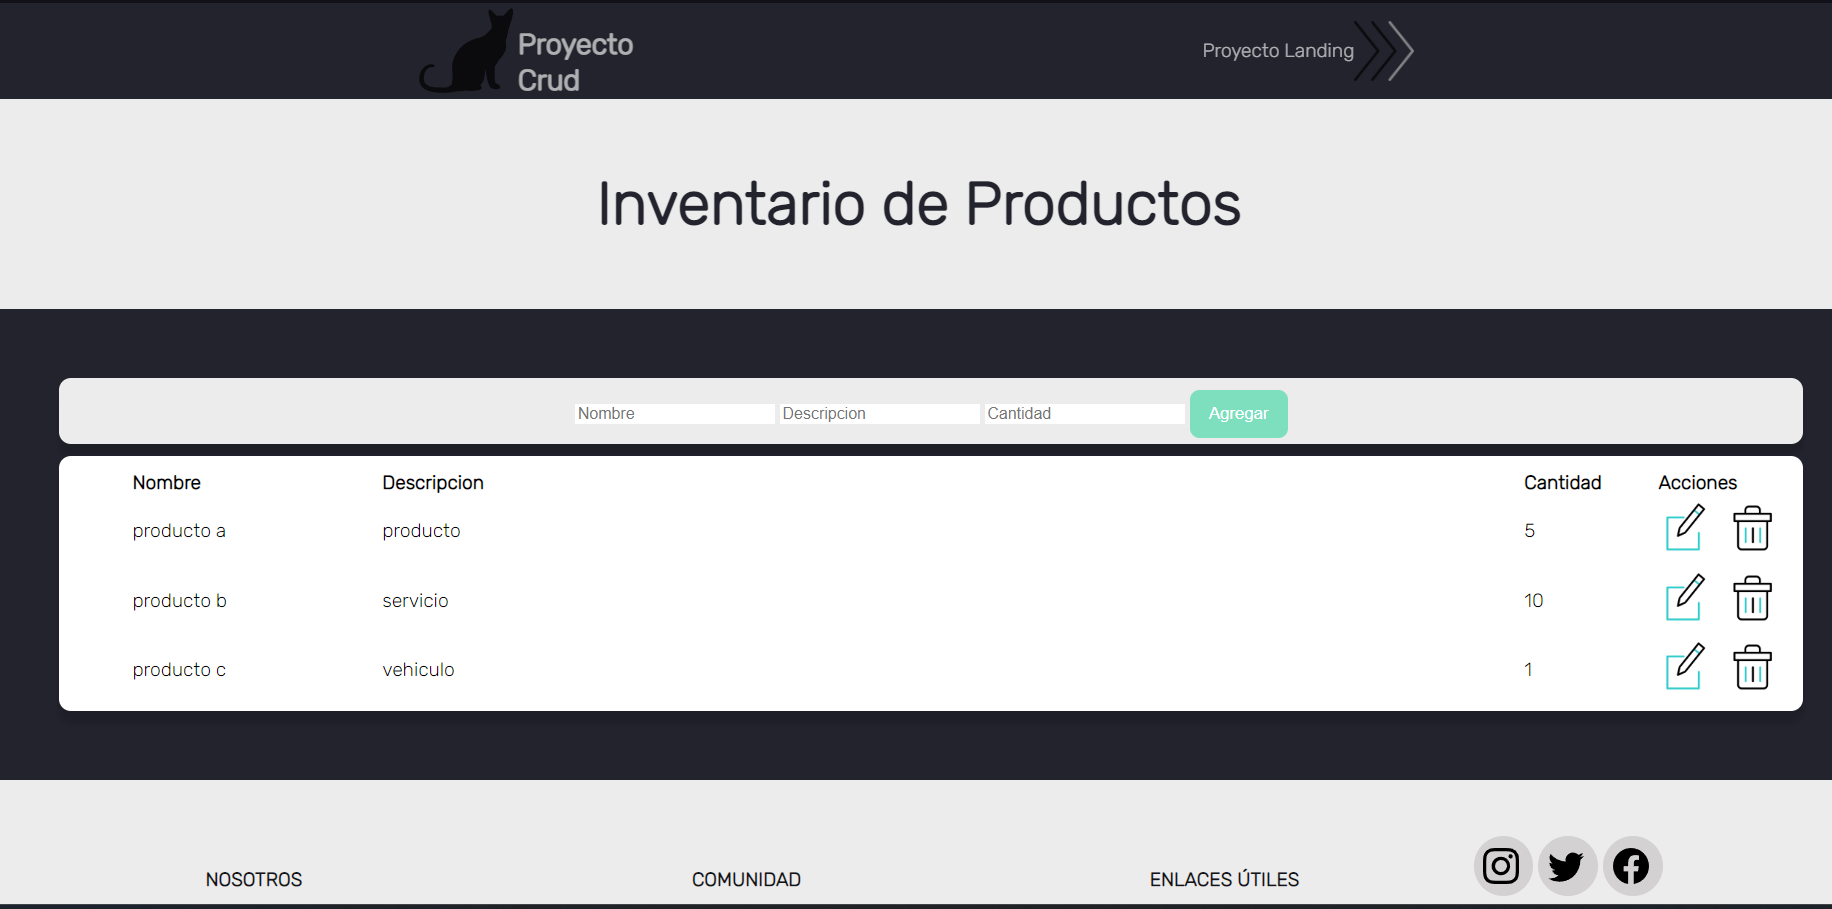 Proyecto
Crud
Proyecto Landing
Inventario de Productos
Nombre Descripcion Cantidad Agregar
Nombre Descripcion Cantidad Acciones
producto a producto 5
producto b servicio 10
producto c vehiculo 1
NOSOTROS COMUNIDAD ENLACES ÚTILES